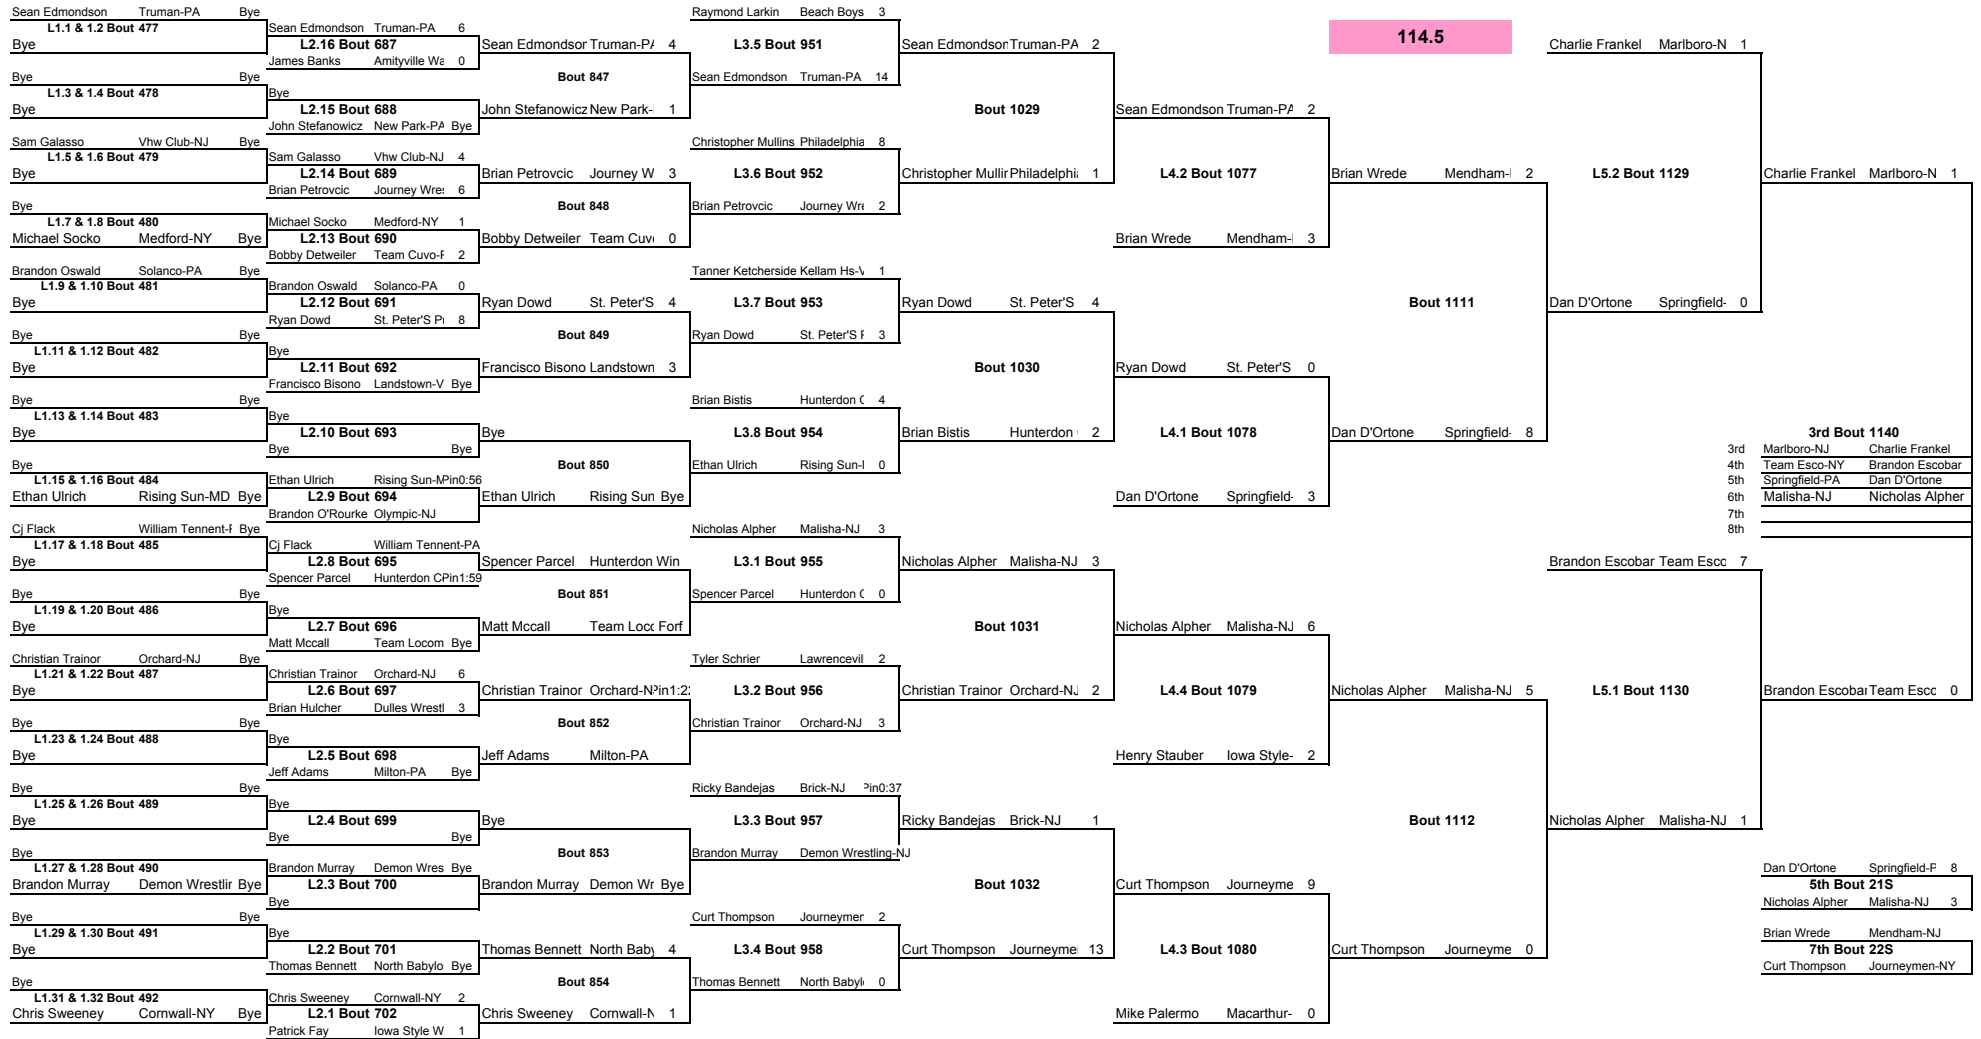 Sean Edmondson Truman-PA Bye
L1.1 & 1.2 Bout 477
Bye
Bye Bye
L1.3 & 1.4 Bout 478
Bye
Sam Galasso Vhw Club-NJ Bye
L1.5 & 1.6 Bout 479
Bye
Bye
L1.7 & 1.8 Bout 480
Michael Socko Medford-NY Bye
Brandon Oswald Solanco-PA Bye
L1.9 & 1.10 Bout 481
Bye
Bye Bye
L1.11 & 1.12 Bout 482
Bye
Bye Bye
L1.13 & 1.14 Bout 483
Bye
Bye
L1.15 & 1.16 Bout 484
Ethan Ulrich Rising Sun-MD Bye
Cj Flack William Tennent-F Bye
L1.17 & 1.18 Bout 485
Bye
Bye Bye
L1.19 & 1.20 Bout 486
Bye
Christian Trainor Orchard-NJ Bye
L1.21 & 1.22 Bout 487
Bye
Bye Bye
L1.23 & 1.24 Bout 488
Bye
Bye Bye
L1.25 & 1.26 Bout 489
Bye
Bye
L1.27 & 1.28 Bout 490
Brandon Murray Demon Wrestlir Bye
Bye Bye
L1.29 & 1.30 Bout 491
Bye
Bye
L1.31 & 1.32 Bout 492
Chris Sweeney Cornwall-NY Bye
Sean Edmondson Truman-PA 6
L2.16 Bout 687
James Banks Amityville Wa 0
Bye
L2.15 Bout 688
John Stefanowicz New Park-PA Bye
Sam Galasso Vhw Club-NJ 4
L2.14 Bout 689
Brian Petrovcic Journey Wres 6
Michael Socko Medford-NY 1
L2.13 Bout 690
Bobby Detweiler Team Cuvo-F 2
Brandon Oswald Solanco-PA 0
L2.12 Bout 691
Ryan Dowd St. Peter'S Pr 8
Bye
L2.11 Bout 692
Francisco Bisono Landstown-V Bye
Bye
L2.10 Bout 693
Bye Bye
Ethan Ulrich Rising Sun-MPin0:56
L2.9 Bout 694
Brandon O'Rourke Olympic-NJ
Cj Flack William Tennent-PA
L2.8 Bout 695
Spencer Parcel Hunterdon CPin1:59
Bye
L2.7 Bout 696
Matt Mccall Team Locom Bye
Christian Trainor Orchard-NJ 6
L2.6 Bout 697
Brian Hulcher Dulles Wrestl 3
Bye
L2.5 Bout 698
Jeff Adams Milton-PA Bye
Bye
L2.4 Bout 699
Bye Bye
Brandon Murray Demon Wres Bye
L2.3 Bout 700
Bye
Bye
L2.2 Bout 701
Thomas Bennett North Babylo Bye
Chris Sweeney Cornwall-NY 2
L2.1 Bout 702
Patrick Fay Iowa Style W 1
Sean Edmondsor Truman-PA 4
Bout 847
John Stefanowicz New Park- 1
Brian Petrovcic Journey W 3
Bout 848
Bobby Detweiler Team Cuv 0
Ryan Dowd St. Peter'S 4
Bout 849
Francisco Bisono Landstown 3
Bye
Bout 850
Ethan Ulrich Rising Sun Bye
Spencer Parcel Hunterdon Win
Bout 851
Matt Mccall Team Loc Forf
Christian Trainor Orchard-NPin1:22
Bout 852
Jeff Adams Milton-PA
Bye
Bout 853
Brandon Murray Demon Wr Bye
Thomas Bennett North Baby 4
Bout 854
Chris Sweeney Cornwall-N 1
Raymond Larkin Beach Boys 3
L3.5 Bout 951
Sean Edmondson Truman-PA 14
Christopher Mullins Philadelphia 8
L3.6 Bout 952
Brian Petrovcic Journey Wre 2
Tanner Ketcherside Kellam Hs-V 1
L3.7 Bout 953
Ryan Dowd St. Peter'S F 3
Brian Bistis Hunterdon C 4
L3.8 Bout 954
Ethan Ulrich Rising Sun-I 0
Nicholas Alpher Malisha-NJ 3
L3.1 Bout 955
Spencer Parcel Hunterdon C 0
Tyler Schrier Lawrencevil 2
L3.2 Bout 956
Christian Trainor Orchard-NJ 3
Ricky Bandejas Brick-NJ Pin0:37
L3.3 Bout 957
Brandon Murray Demon Wrestling-NJ
Curt Thompson Journeymen 2
L3.4 Bout 958
Thomas Bennett North Babyl 0
Sean Edmondson Truman-PA 2
Bout 1029
Christopher Mullir Philadelphia 1
Ryan Dowd St. Peter'S 4
Bout 1030
Brian Bistis Hunterdon 2
Nicholas Alpher Malisha-NJ 3
Bout 1031
Christian Trainor Orchard-NJ 2
Ricky Bandejas Brick-NJ 1
Bout 1032
Curt Thompson Journeyme 13
Sean Edmondson Truman-PA 2
L4.2 Bout 1077
Brian Wrede Mendham- 3
Ryan Dowd St. Peter'S 0
L4.1 Bout 1078
Dan D'Ortone Springfield- 3
Nicholas Alpher Malisha-NJ 6
L4.4 Bout 1079
Henry Stauber Iowa Style- 2
Curt Thompson Journeyme 9
L4.3 Bout 1080
Mike Palermo Macarthur- 0
114.5
Brian Wrede Mendham- 2
Bout 1111
Dan D'Ortone Springfield- 8
Nicholas Alpher Malisha-NJ 5
Bout 1112
Curt Thompson Journeyme 0
Charlie Frankel Marlboro-N 1
L5.2 Bout 1129
Dan D'Ortone Springfield- 0
Brandon Escobar Team Esco 7
L5.1 Bout 1130
Nicholas Alpher Malisha-NJ 1
Charlie Frankel Marlboro-N 1
3rd Bout 1140
3rd Marlboro-NJ Charlie Frankel
4th Team Esco-NY Brandon Escobar
5th Springfield-PA Dan D'Ortone
6th Malisha-NJ Nicholas Alpher
7th
8th
Brandon Escobar Team Esco 0
Dan D'Ortone Springfield-P 8
5th Bout 21S
Nicholas Alpher Malisha-NJ 3
Brian Wrede Mendham-NJ
7th Bout 22S
Curt Thompson Journeymen-NY